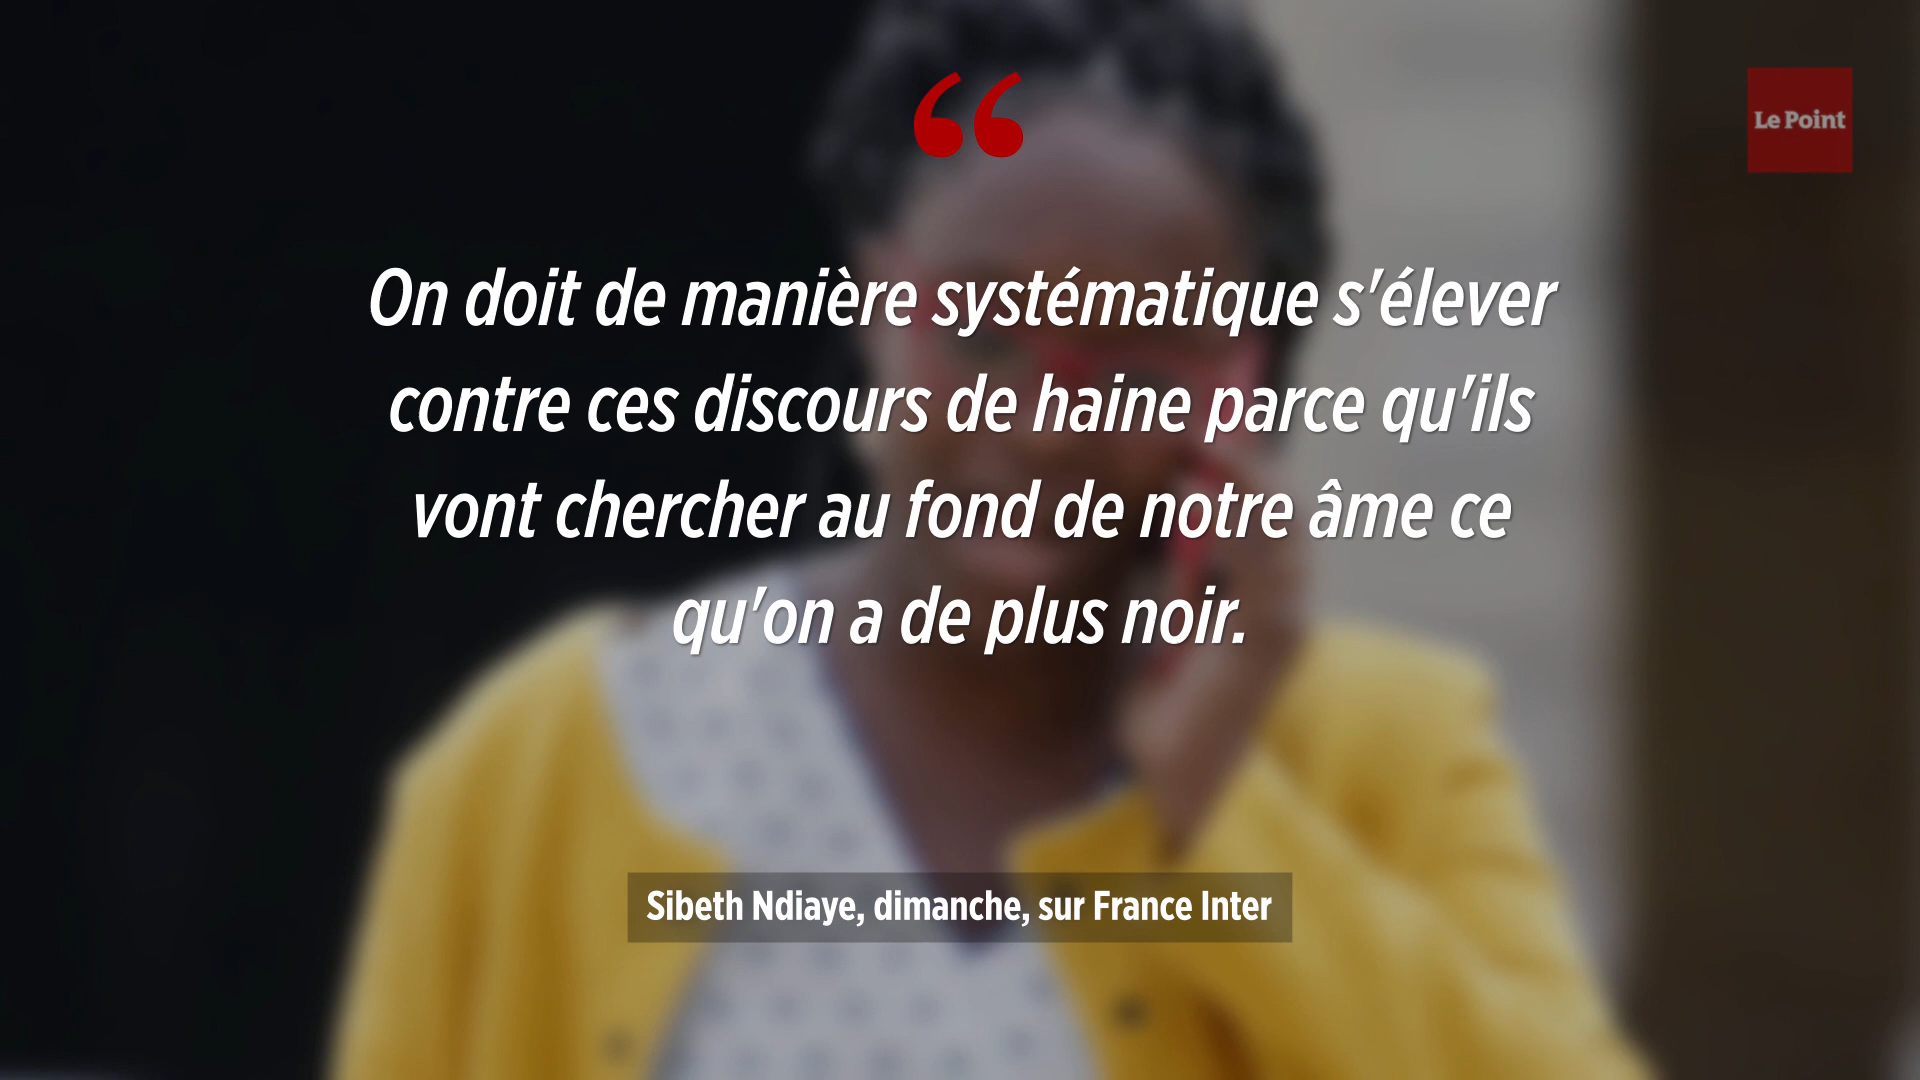 “
Le Point
On doit de manière systématique s'élever
contre ces discours de haine parce qu'ils
vont chercher au fond de notre âme ce
qu'on a de plus noir.
Sibeth Ndiaye, dimanche, sur France Inter